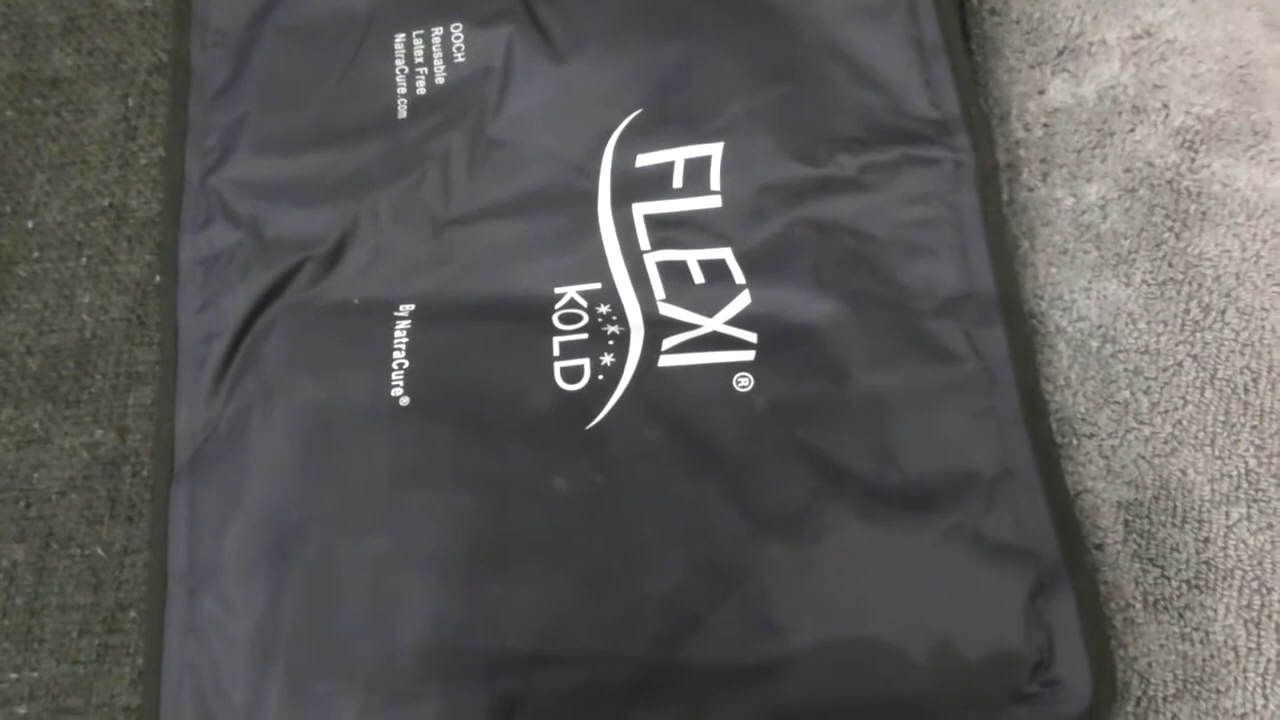 FLEXI®
KOLD
OOCH
Reusable
Latex Free
NatraCure.com
By NatraCure®